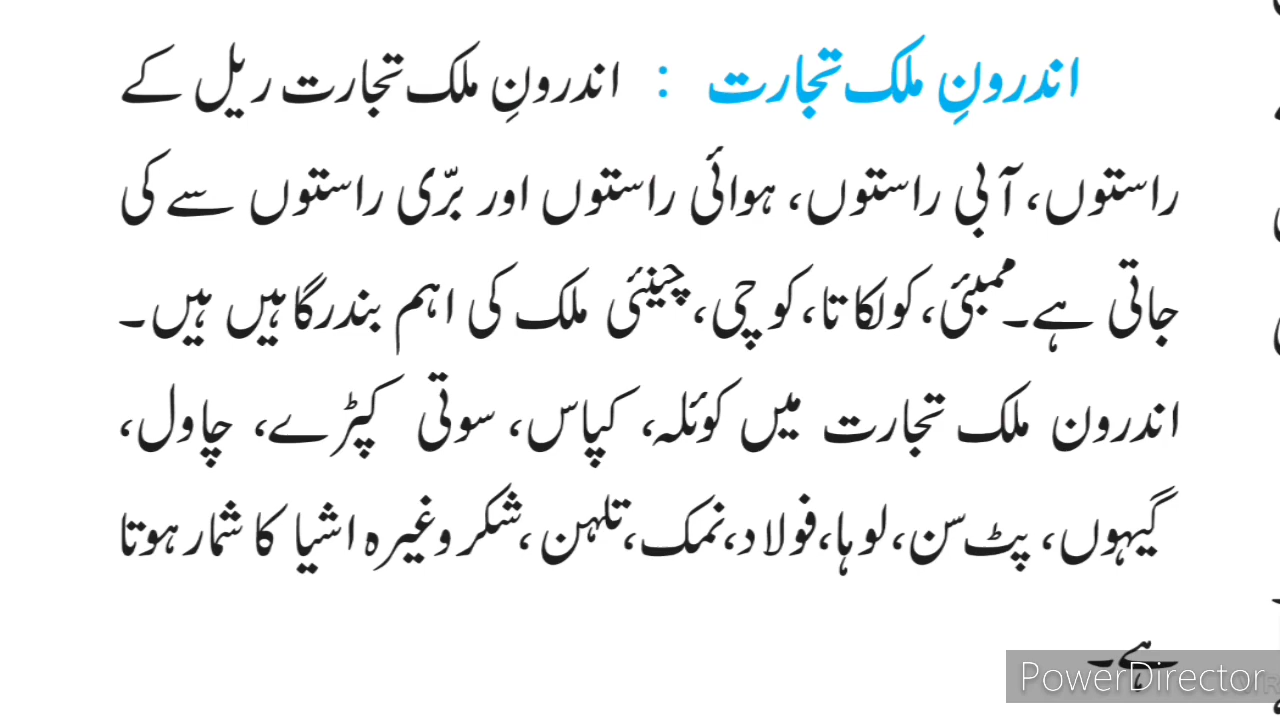 اندرونِ ملک تجارت : اندرونِ ملک تجارت ریل کے
راستوں، آبی راستوں، ہوائی راستوں اور برّی راستوں سے کی
جاتی ہے۔ ممبئی، کولکاتا، کوچی، چینئی ملک کی اہم بندرگاہیں ہیں۔
اندرون ملک تجارت میں کوئلہ، کپاس، سوتی کپڑے، چاول،
گیہوں، پٹ سن، لوہا، فولاد، نمک، تلہن، شکر وغیرہ اشیا کا شمار ہوتا
ہے۔
PowerDirector